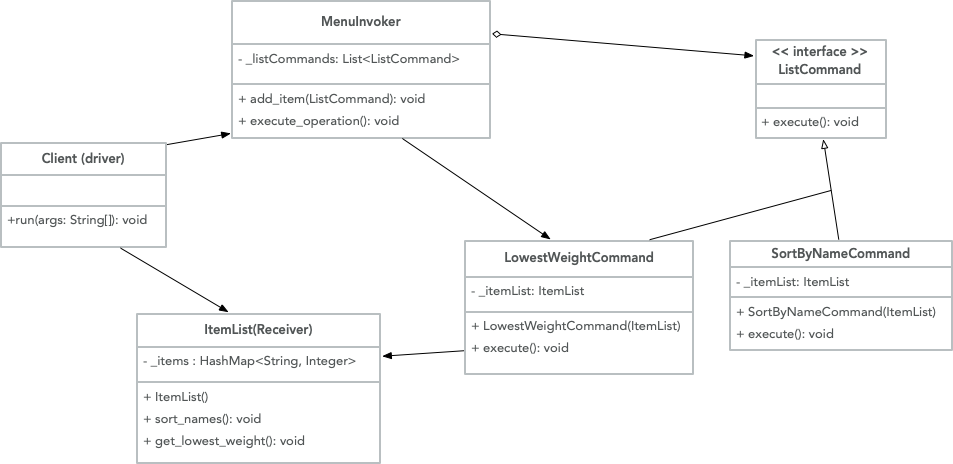 MenuInvoker
- _listCommands: List<ListCommand>
+ add_item(ListCommand): void
+ execute_operation(): void
<< interface >>
ListCommand
+ execute(): void
Client (driver)
+run(args: String[]): void
LowestWeightCommand
- _itemList: ItemList
+ LowestWeightCommand(ItemList)
+ execute(): void
SortByNameCommand
- _itemList: ItemList
+ SortByNameCommand(ItemList)
+ execute(): void
ItemList(Receiver)
- _items : HashMap<String, Integer>
+ ItemList()
+ sort_names(): void
+ get_lowest_weight(): void